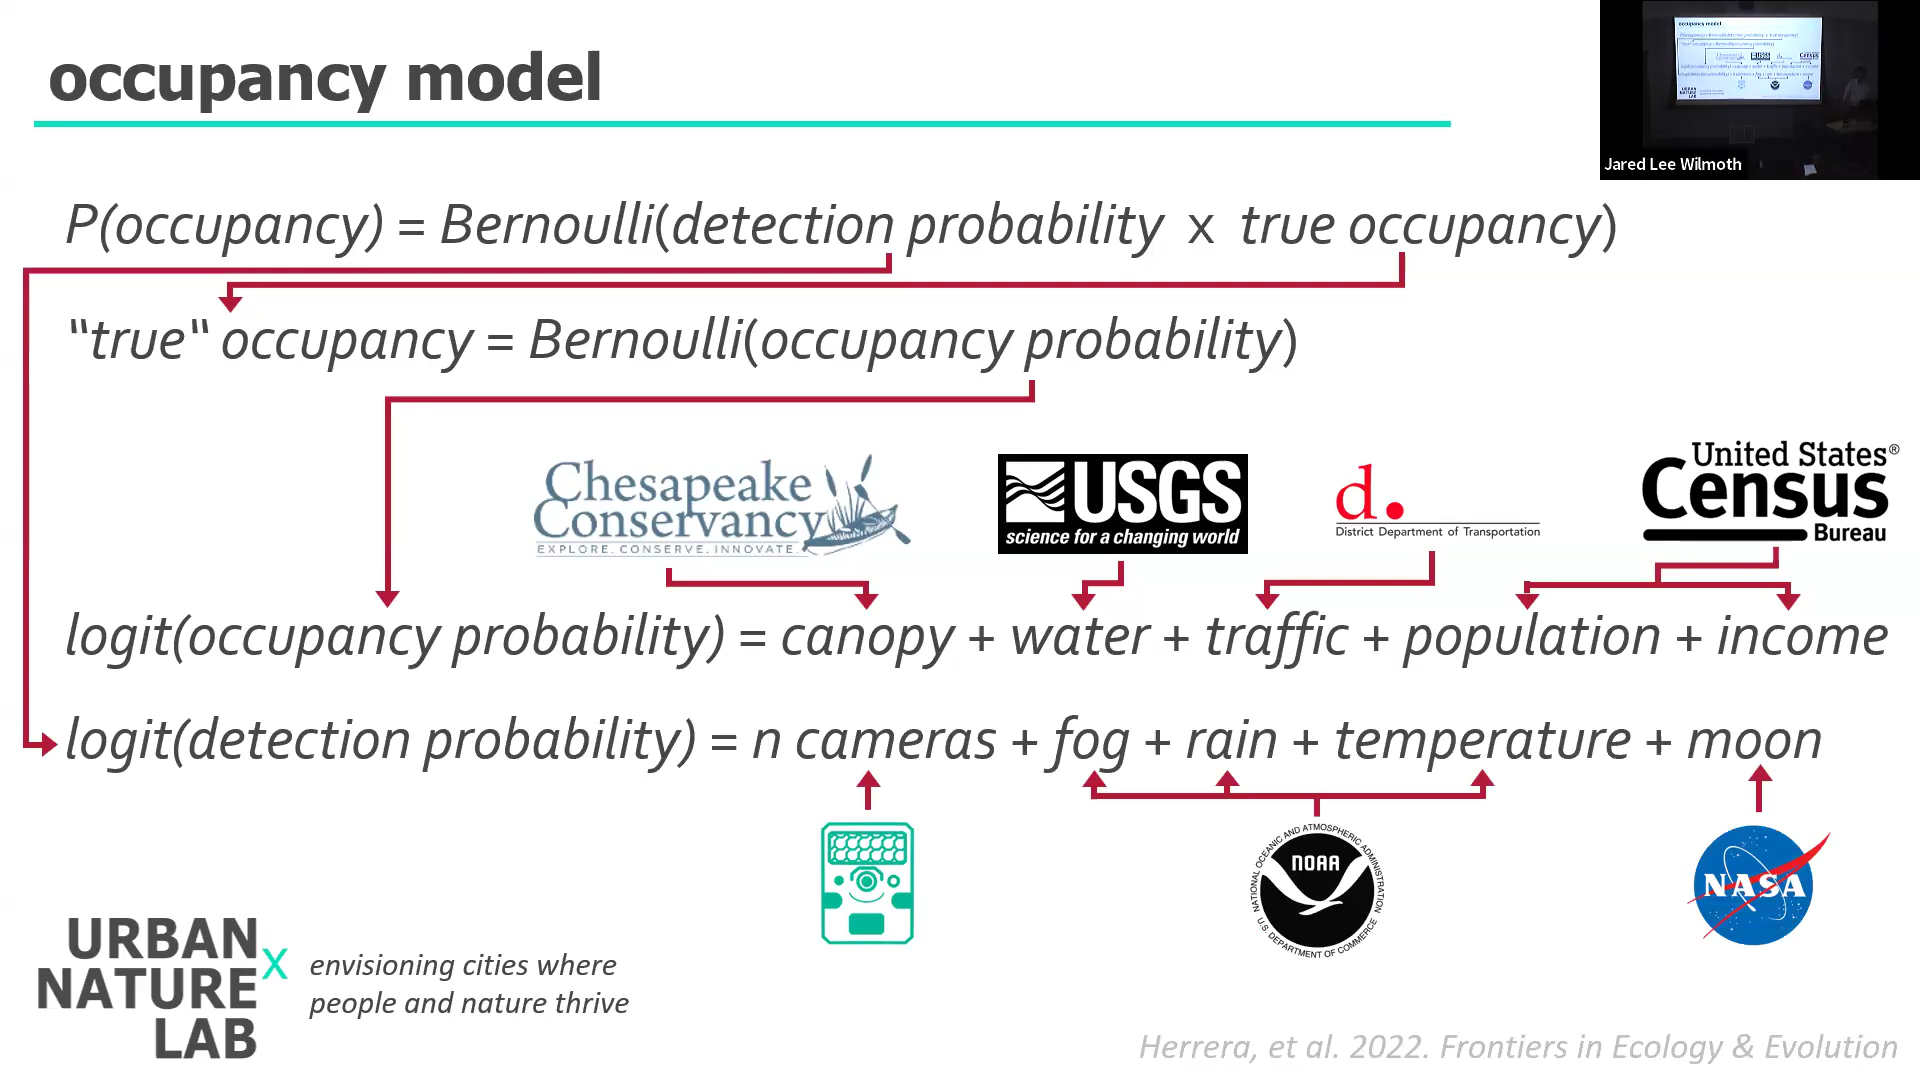 occupancy model
Jared Lee Wilmoth
P(occupancy) = Bernoulli(detection probability x true occupancy)
"true" occupancy = Bernoulli(occupancy probability)
Chesapeake
Conservancy
EXPLORE. CONSERVE. INNOVATE.
USGS
science for a changing world
d.
District Department of Transportation
United States®
Census
Bureau
logit(occupancy probability) = canopy + water + traffic + population + income
logit(detection probability) = n cameras + fog + rain + temperature + moon
NATIONAL OCEANIC AND ATMOSPHERIC ADMINISTRATION
NOAA
U.S. DEPARTMENT OF COMMERCE
NASA
URBAN
NATURE
LAB
x
envisioning cities where
people and nature thrive
Herrera, et al. 2022. Frontiers in Ecology & Evolution